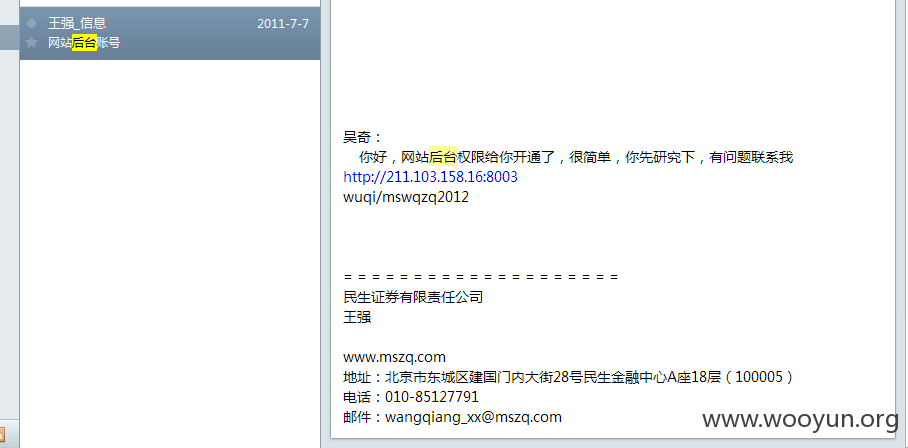 王强_信息
2011-7-7
网站后台账号
吴奇：
你好，网站后台权限给你开通了，很简单，你先研究下，有问题联系我
http://211.103.158.16:8003
wuqi/mswqzq2012
= = = = = = = = = = = = = = = = = = = =
民生证券有限责任公司
王强
www.mszq.com
地址：北京市东城区建国门内大街28号民生金融中心A座18层（100005）
电话：010-85127791
邮件：wangqiang_xx@mszq.com
www.wooyun.org